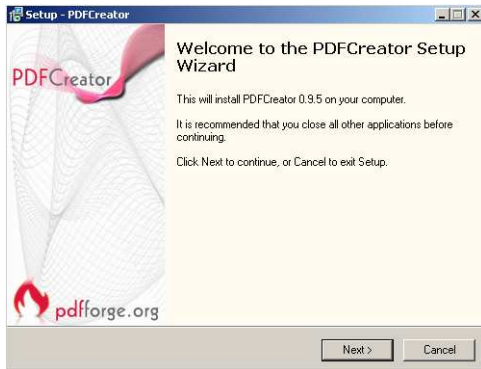 Setup - PDFCreator
PDFCreator
Welcome to the PDFCreator Setup
Wizard
This will install PDFCreator 0.9.5 on your computer.
It is recommended that you close all other applications before
continuing.
Click Next to continue, or Cancel to exit Setup.
pdfforge.org
Next >
Cancel